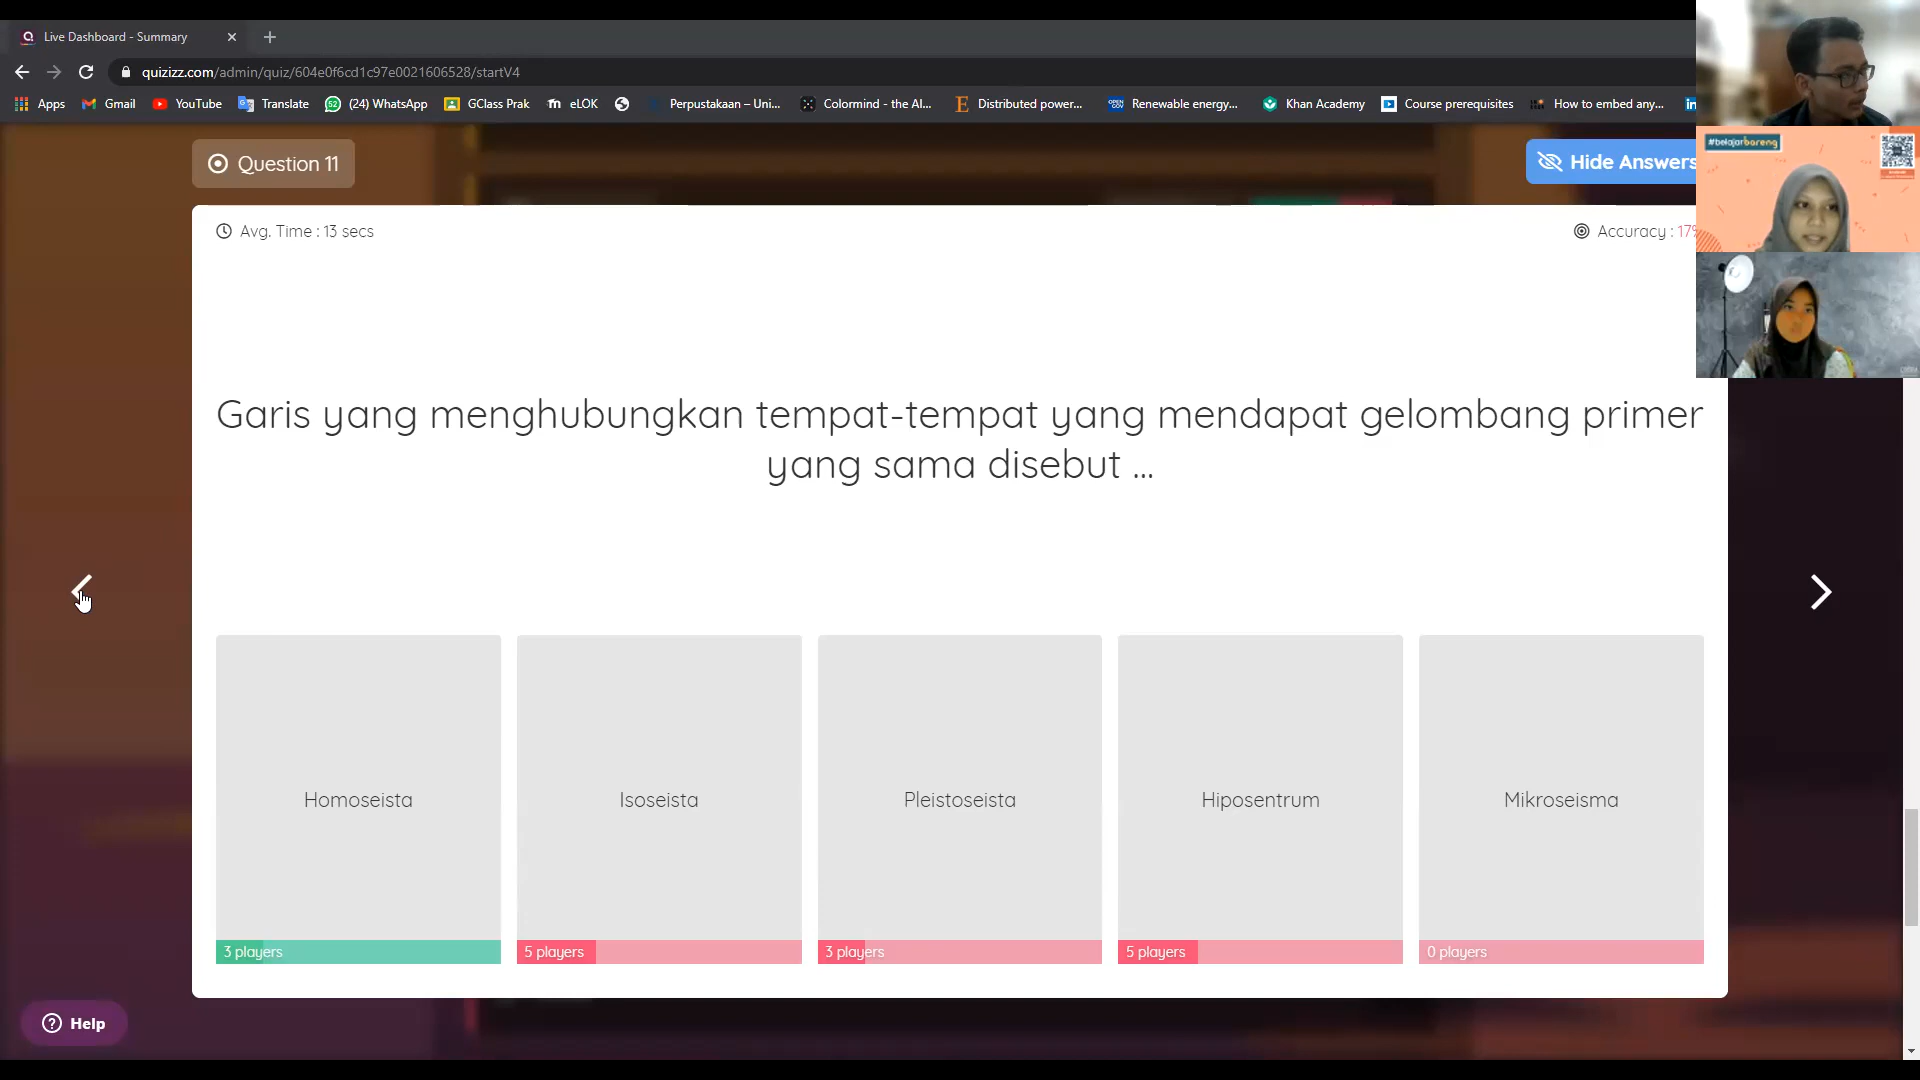 Live Dashboard - Summary
quizizz.com/admin/quiz/604e0f6cd1c97e0021606528/startV4
Apps Gmail YouTube Translate (24) WhatsApp GClass Prak eLOK Perpustakaan – Uni... Colormind - the AI... Distributed power... Renewable energy... Khan Academy Course prerequisites How to embed any...
#belajarbareng
Question 11
Hide Answers
Avg. Time : 13 secs
Accuracy : 17%
Garis yang menghubungkan tempat-tempat yang mendapat gelombang primer
yang sama disebut ...
Homoseista
Isoseista
Pleistoseista
Hiposentrum
Mikroseisma
3 players
5 players
3 players
5 players
0 players
Help